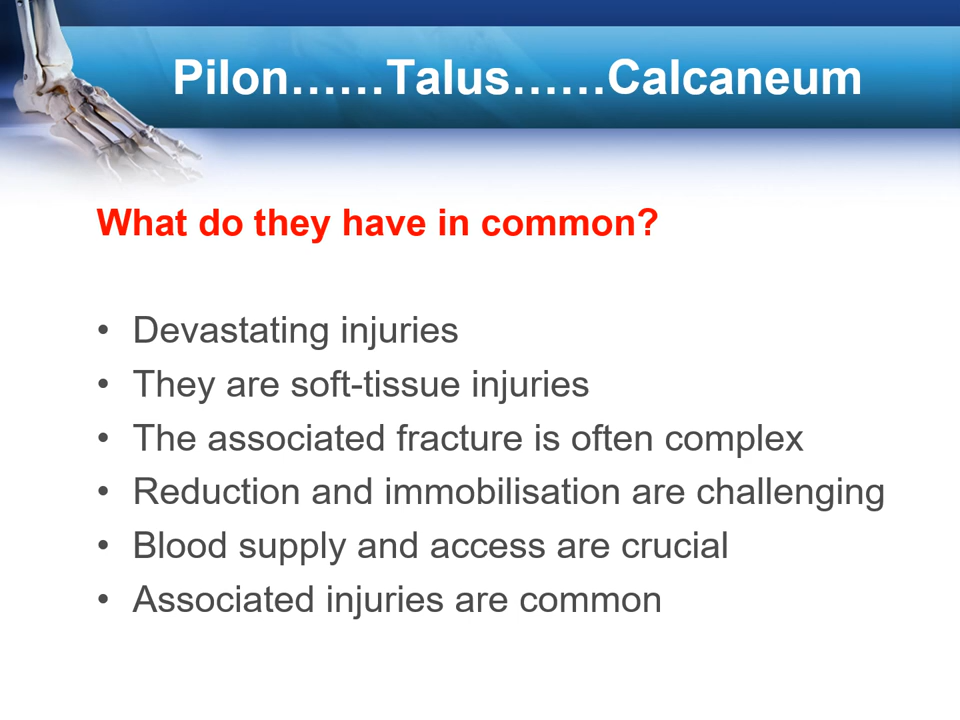 Pilon……Talus……Calcaneum
What do they have in common?
• Devastating injuries
• They are soft-tissue injuries
• The associated fracture is often complex
• Reduction and immobilisation are challenging
• Blood supply and access are crucial
• Associated injuries are common